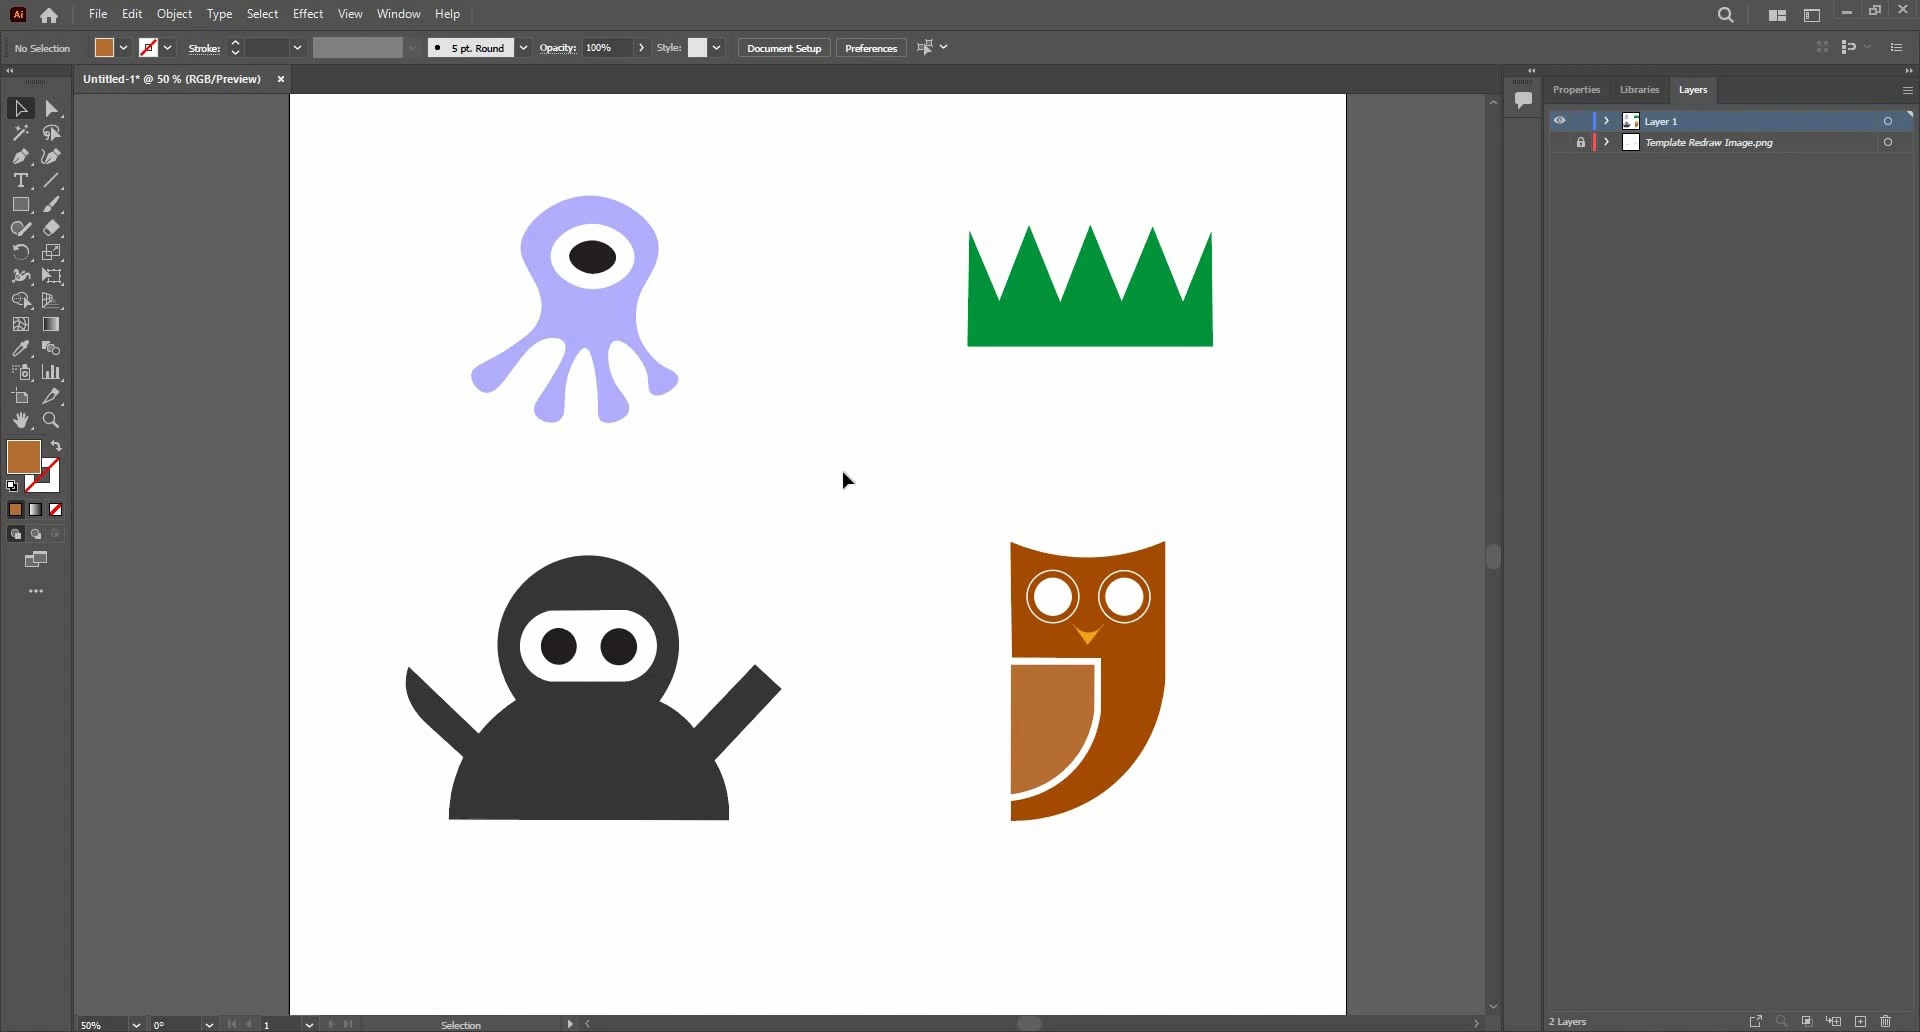 Ai File Edit Object Type Select Effect View Window Help
No Selection Stroke: 5 pt. Round Opacity: 100% Style: Document Setup Preferences
Untitled-1* @ 50 % (RGB/Preview)
Properties Libraries Layers
Layer 1
Template Redraw Image.png
50% 0° 1 Selection
2 Layers